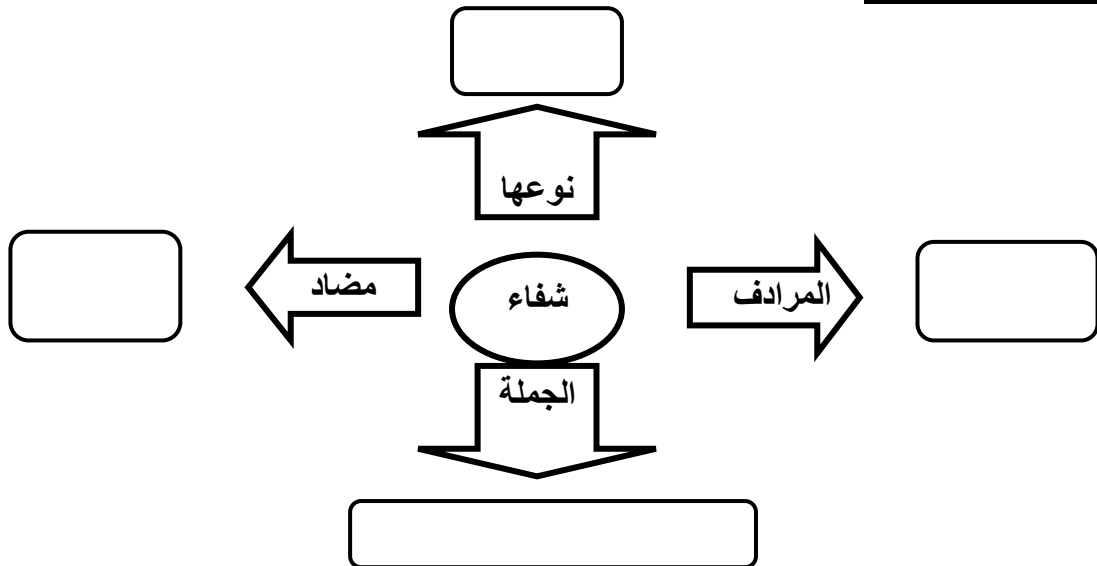 نوعها
المرادف
شفاء
مضاد
الجملة